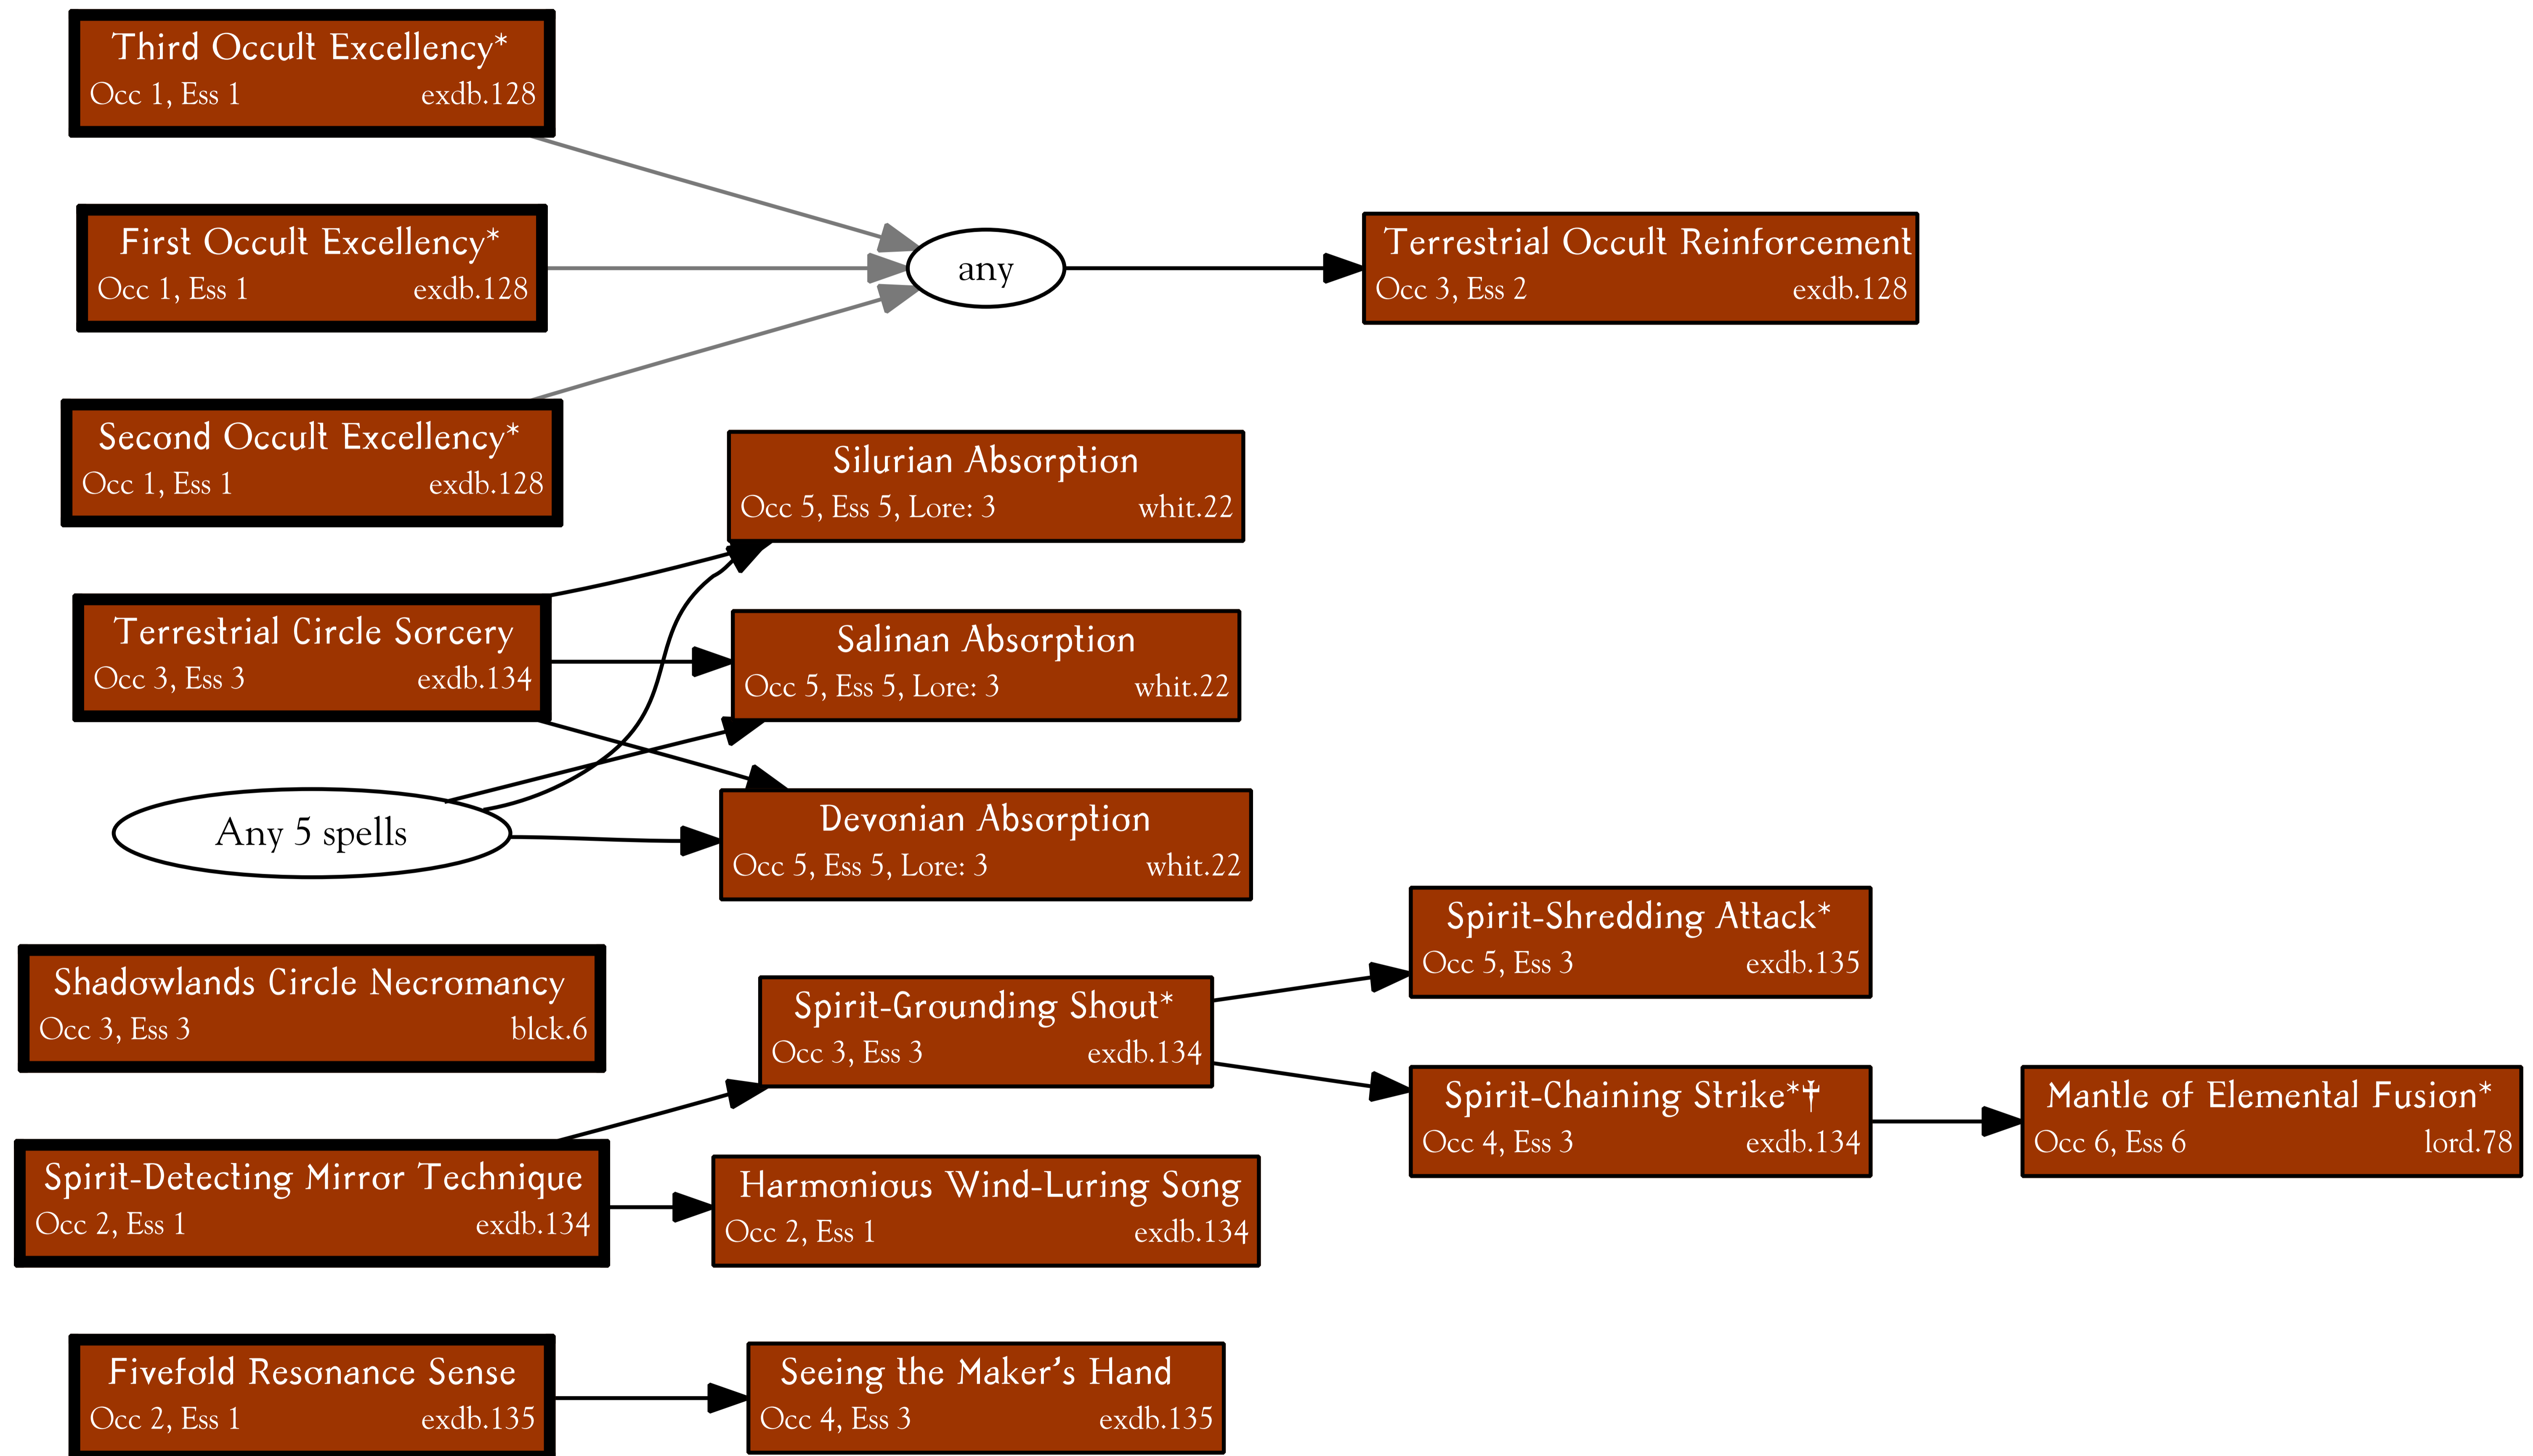 Third Occult Excellency*
Occ 1, Ess 1 exdb.128
First Occult Excellency*
Occ 1, Ess 1 exdb.128
any
Terrestrial Occult Reinforcement
Occ 3, Ess 2 exdb.128
Second Occult Excellency*
Occ 1, Ess 1 exdb.128
Silurian Absorption
Occ 5, Ess 5, Lore: 3 whit.22
Terrestrial Circle Sorcery
Occ 3, Ess 3 exdb.134
Salinan Absorption
Occ 5, Ess 5, Lore: 3 whit.22
Any 5 spells
Devonian Absorption
Occ 5, Ess 5, Lore: 3 whit.22
Shadowlands Circle Necromancy
Occ 3, Ess 3 blck.6
Spirit-Grounding Shout*
Occ 3, Ess 3 exdb.134
Spirit-Shredding Attack*
Occ 5, Ess 3 exdb.135
Spirit-Chaining Strike*†
Occ 4, Ess 3 exdb.134
Mantle of Elemental Fusion*
Occ 6, Ess 6 lord.78
Spirit-Detecting Mirror Technique
Occ 2, Ess 1 exdb.134
Harmonious Wind-Luring Song
Occ 2, Ess 1 exdb.134
Fivefold Resonance Sense
Occ 2, Ess 1 exdb.135
Seeing the Maker's Hand
Occ 4, Ess 3 exdb.135